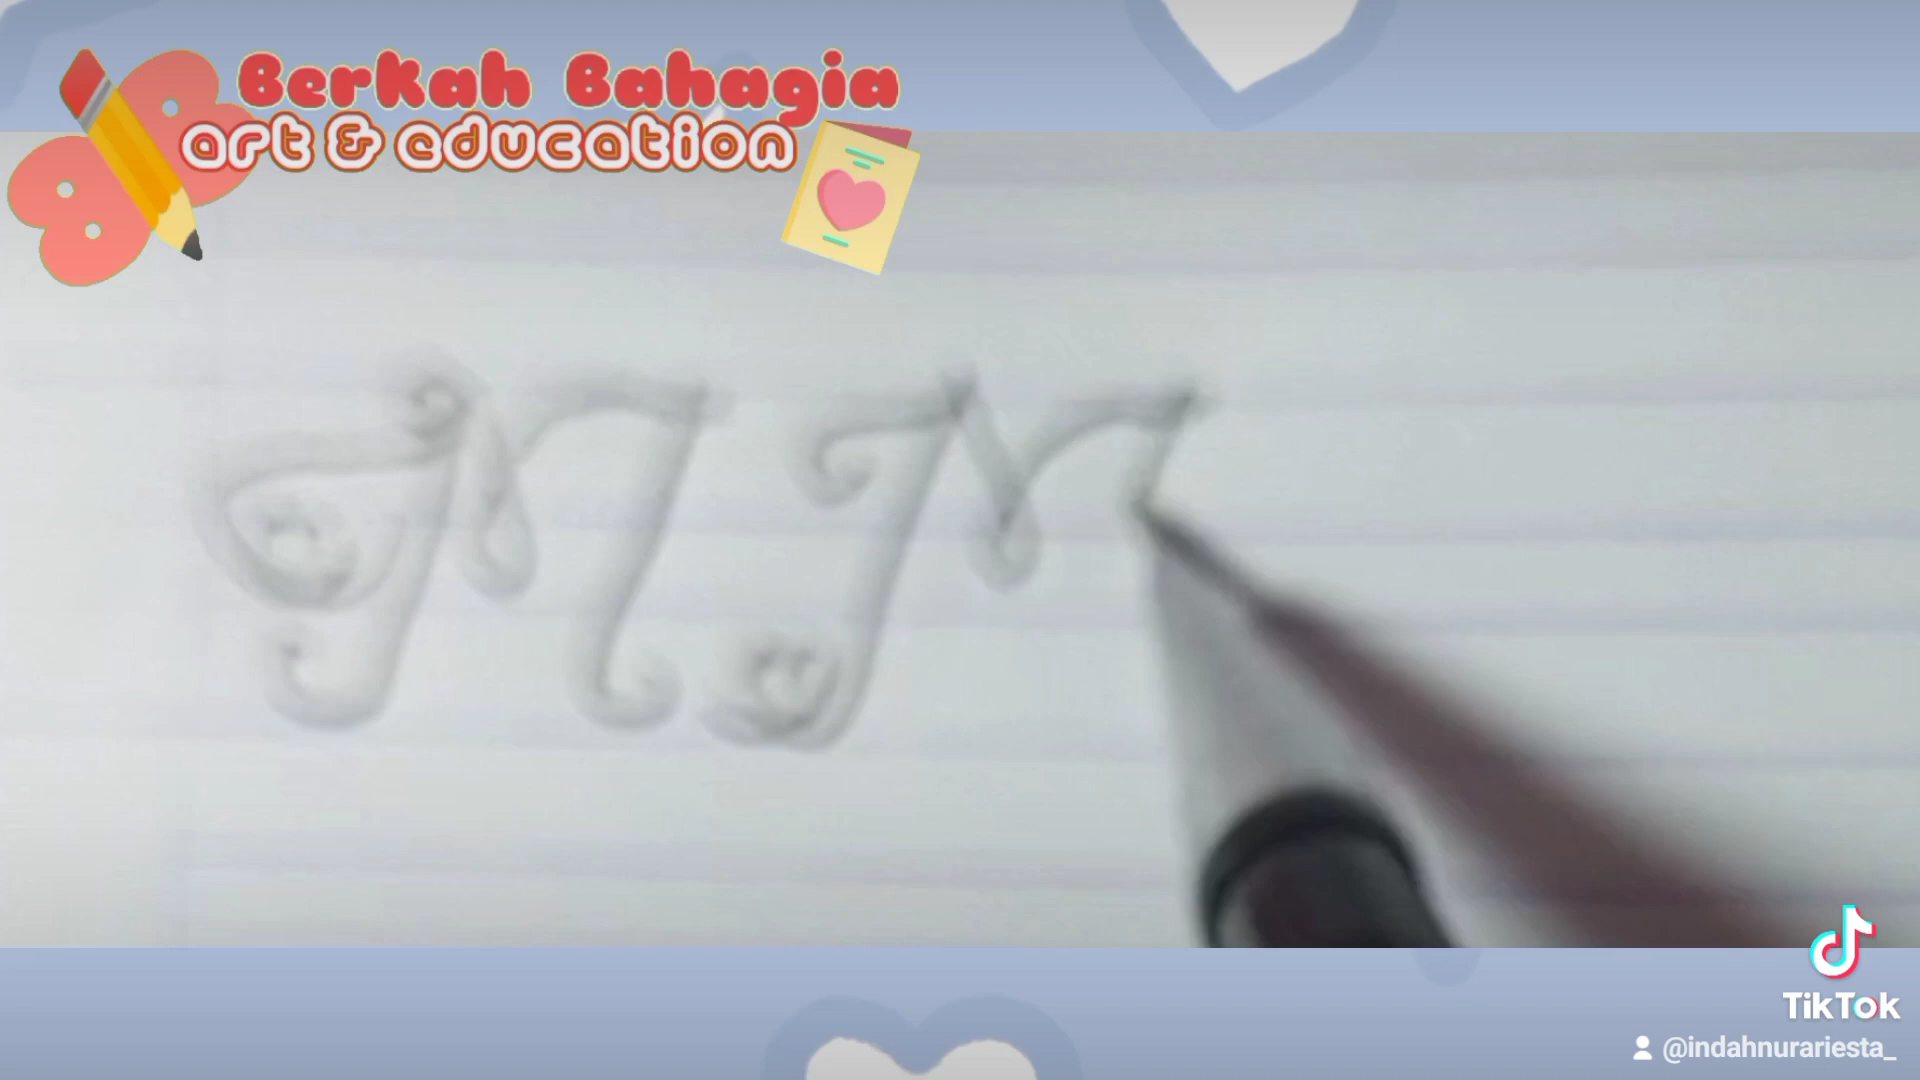 Berkah Bahagia
art & education
M M
TikTok
@indahnurariesta_